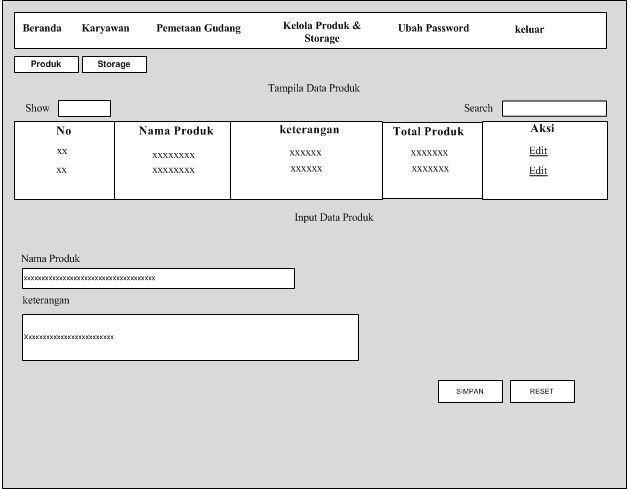 Beranda Karyawan Pemetaan Gudang Kelola Produk & Ubah Password keluar
Storage
Produk Storage
Tampila Data Produk
Show Search
No Nama Produk keterangan Total Produk Aksi
xx xxxxxxxx xxxxxx xxxxxxx Edit
xx xxxxxxxx xxxxxx xxxxxxx Edit
Input Data Produk
Nama Produk
xxxxxxxxxxxxxxxxxxxxxxxxxxxxxxxxxxxxx
keterangan
Xxxxxxxxxxxxxxxxxxxxxxxxx
SIMPAN RESET